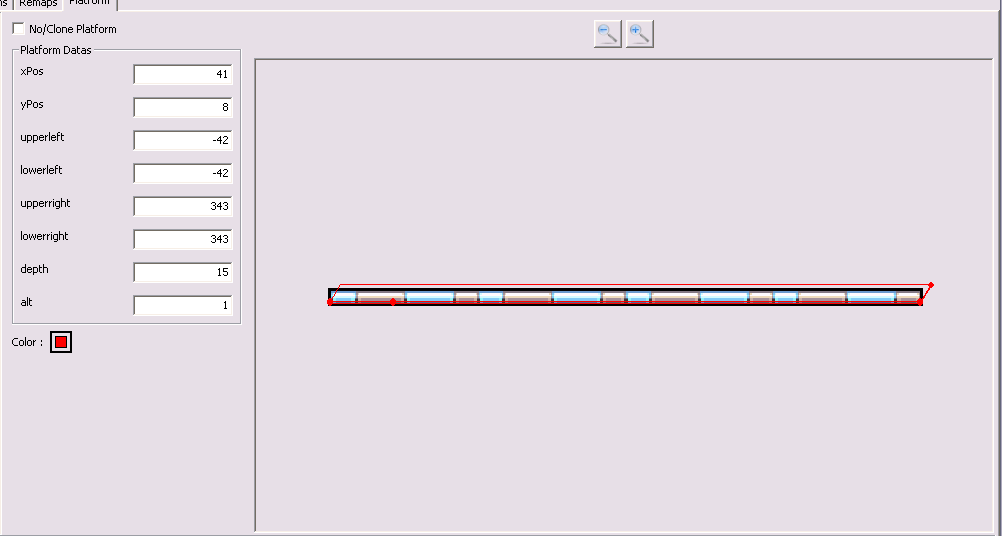 Remaps Platform
No/Clone Platform
Platform Datas
xPos 41
yPos 8
upperleft -42
lowerleft -42
upperright 343
lowerright 343
depth 15
alt 1
Color :